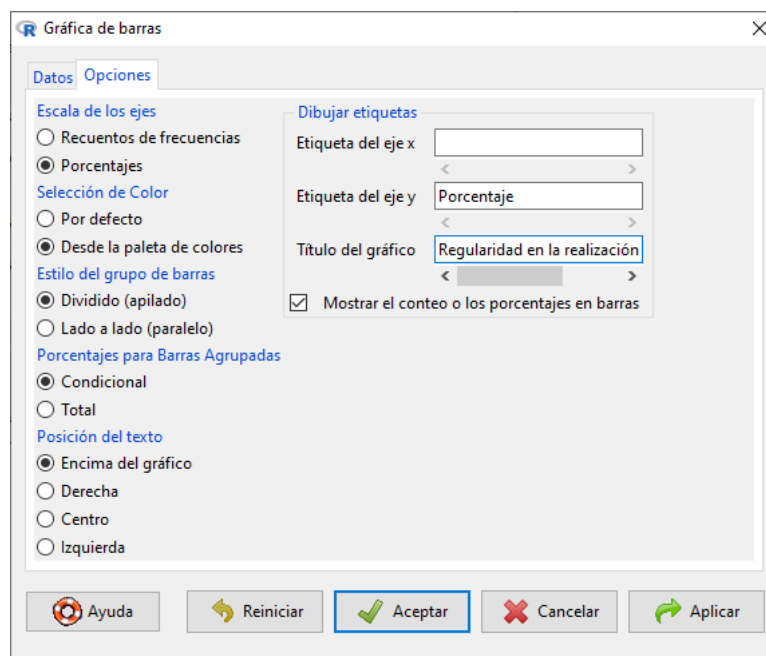 Gráfica de barras
Datos
Opciones
Escala de los ejes
Recuentos de frecuencias
Porcentajes
Selección de Color
Por defecto
Desde la paleta de colores
Estilo del grupo de barras
Dividido (apilado)
Lado a lado (paralelo)
Porcentajes para Barras Agrupadas
Condicional
Total
Posición del texto
Encima del gráfico
Derecha
Centro
Izquierda
Dibujar etiquetas
Etiqueta del eje x
Etiqueta del eje y
Porcentaje
Título del gráfico
Regularidad en la realización
Mostrar el conteo o los porcentajes en barras
Ayuda
Reiniciar
Aceptar
Cancelar
Aplicar